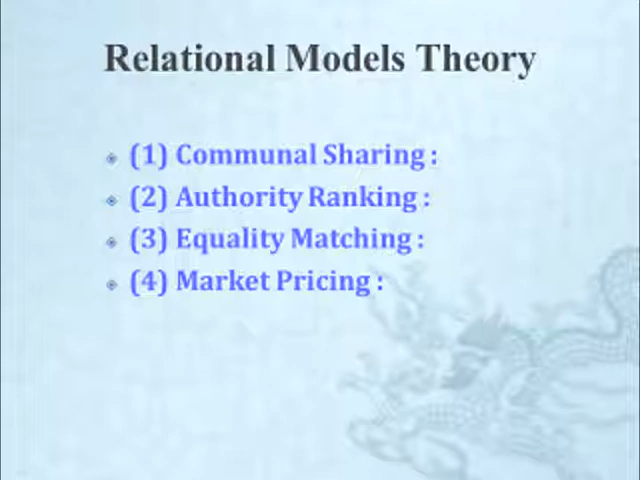 Relational Models Theory
(1) Communal Sharing :
(2) Authority Ranking :
(3) Equality Matching :
(4) Market Pricing :